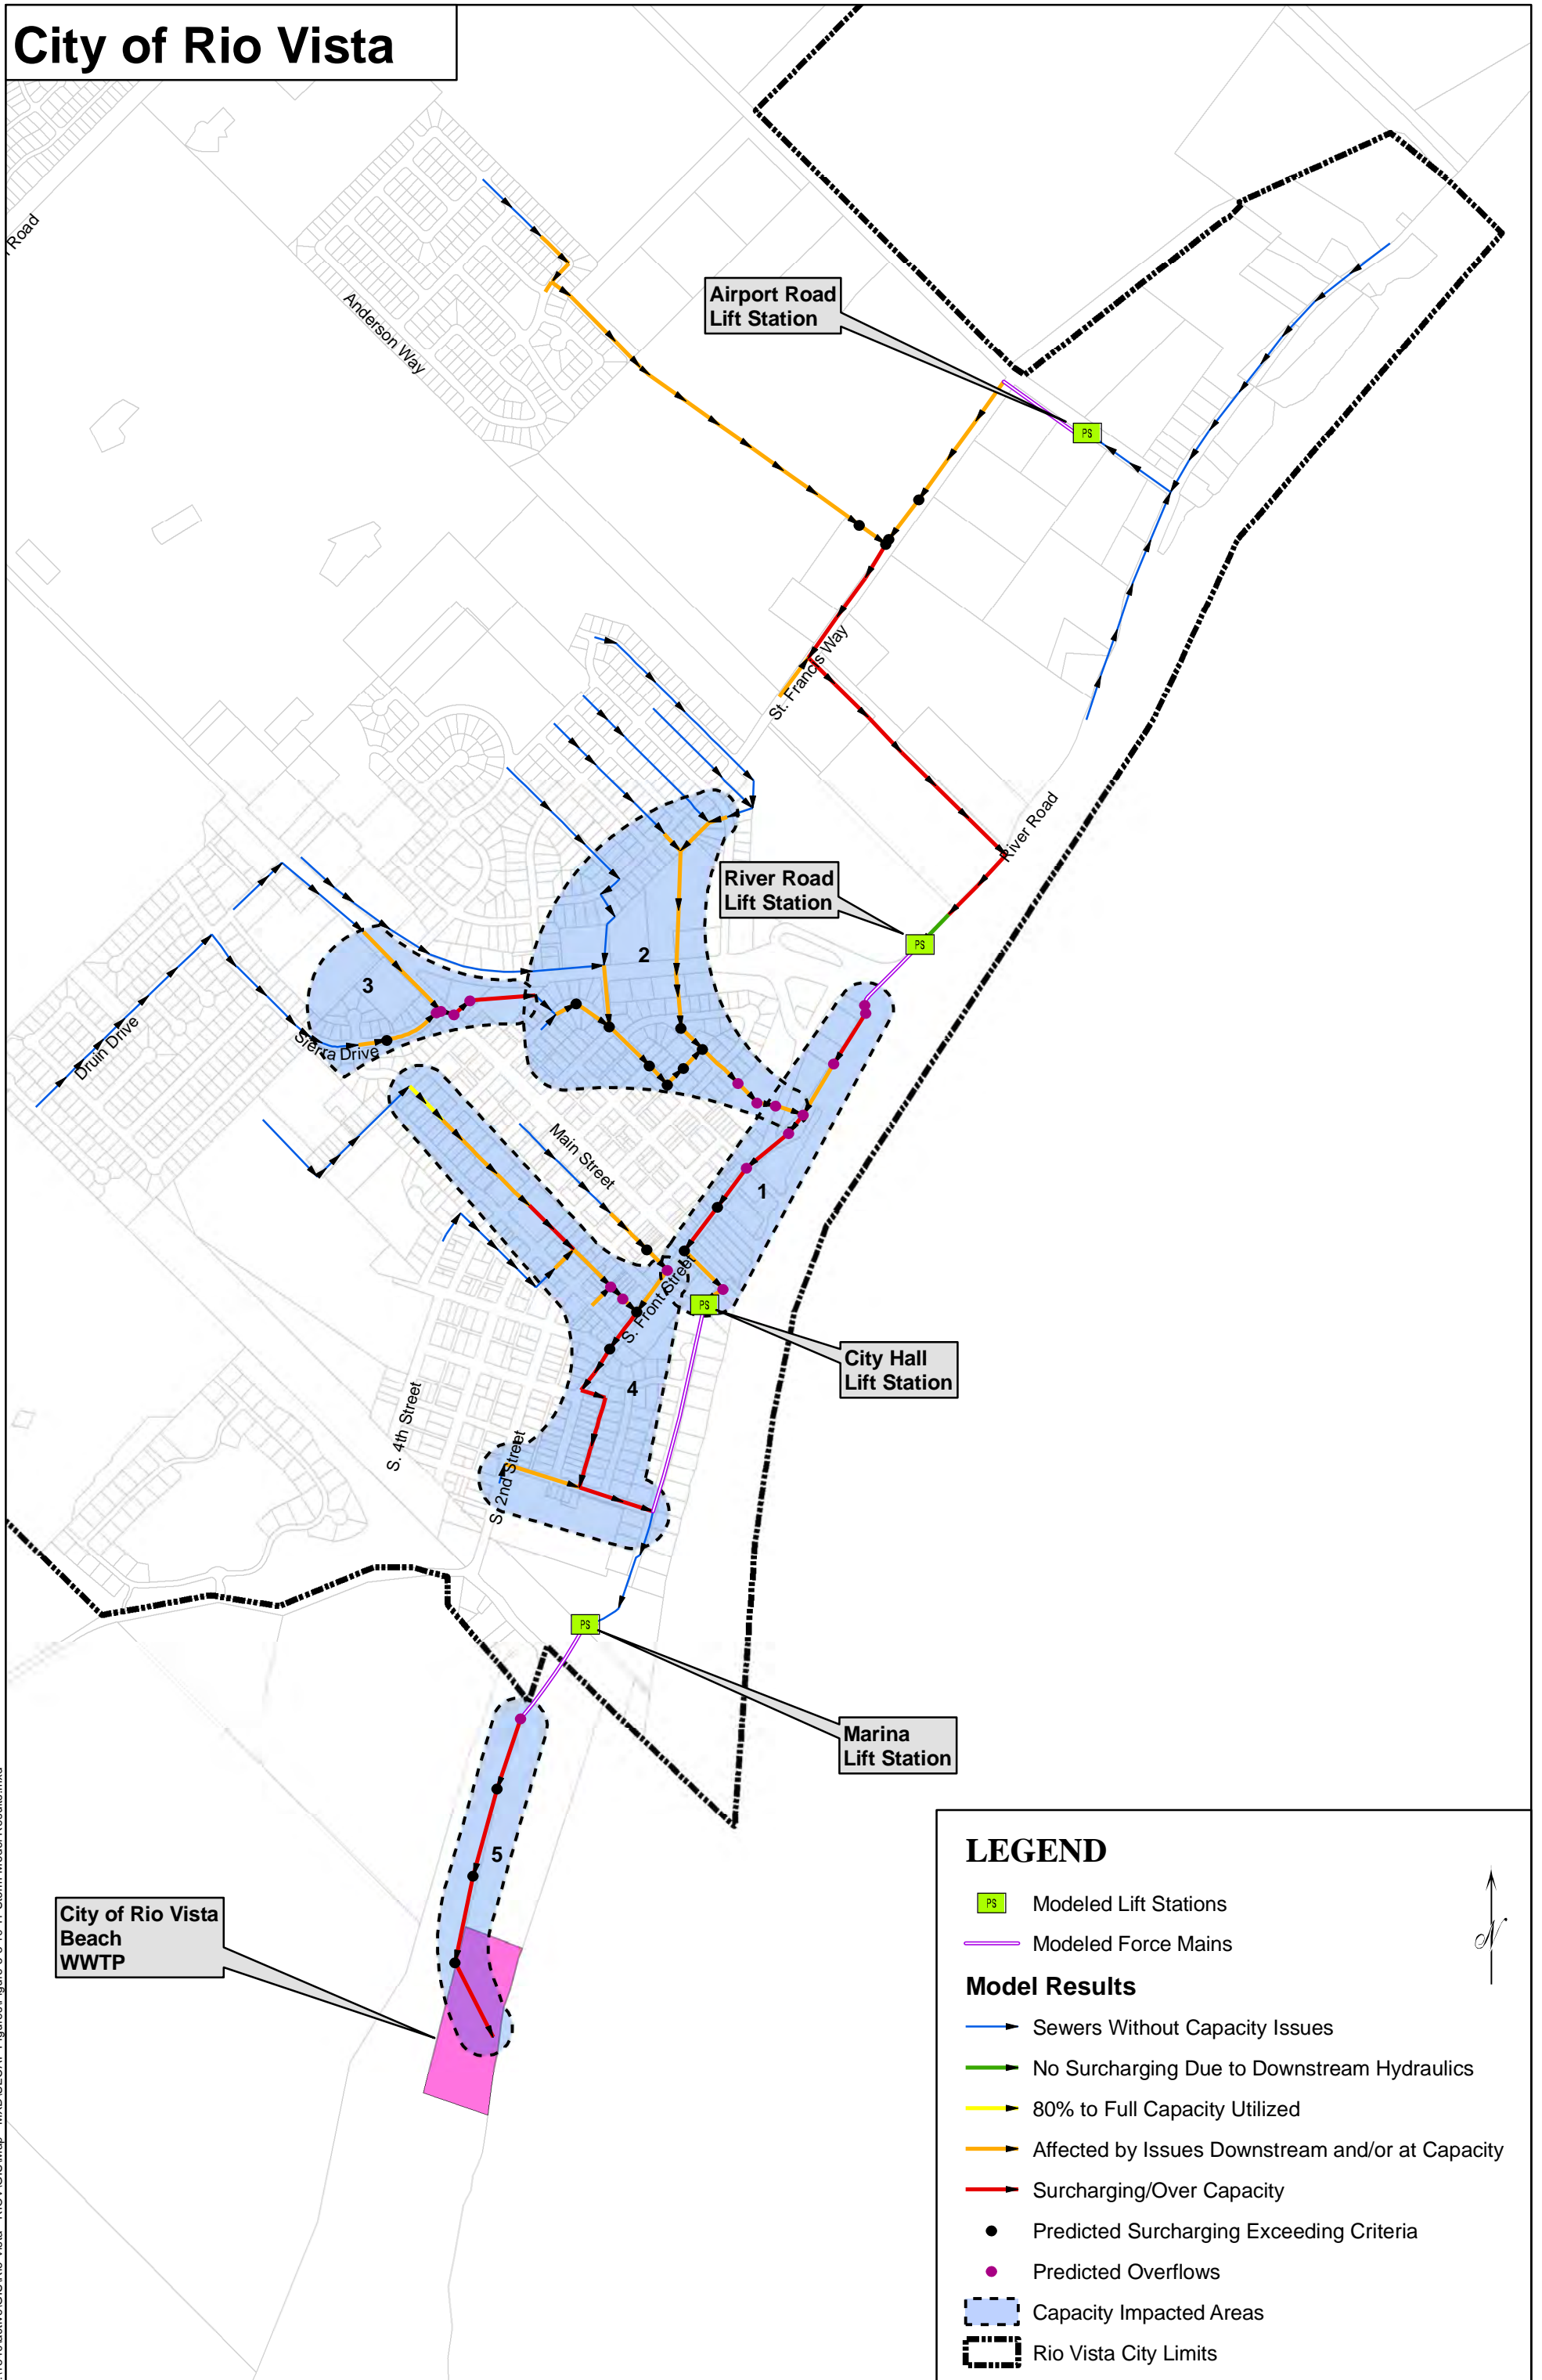 City of Rio Vista
Road
Anderson Way
Airport Road
Lift Station
PS
St. Francis Way
River Road
River Road
Lift Station
PS
2
3
Druin Drive
Sierra Drive
Main Street
1
S. Front Street
PS
City Hall
Lift Station
4
S. 4th Street
S. 2nd Street
PS
Marina
Lift Station
5
City of Rio Vista
Beach
WWTP
LEGEND
PS Modeled Lift Stations
Modeled Force Mains
N
Model Results
Sewers Without Capacity Issues
No Surcharging Due to Downstream Hydraulics
80% to Full Capacity Utilized
Affected by Issues Downstream and/or at Capacity
Surcharging/Over Capacity
Predicted Surcharging Exceeding Criteria
Predicted Overflows
Capacity Impacted Areas
Rio Vista City Limits